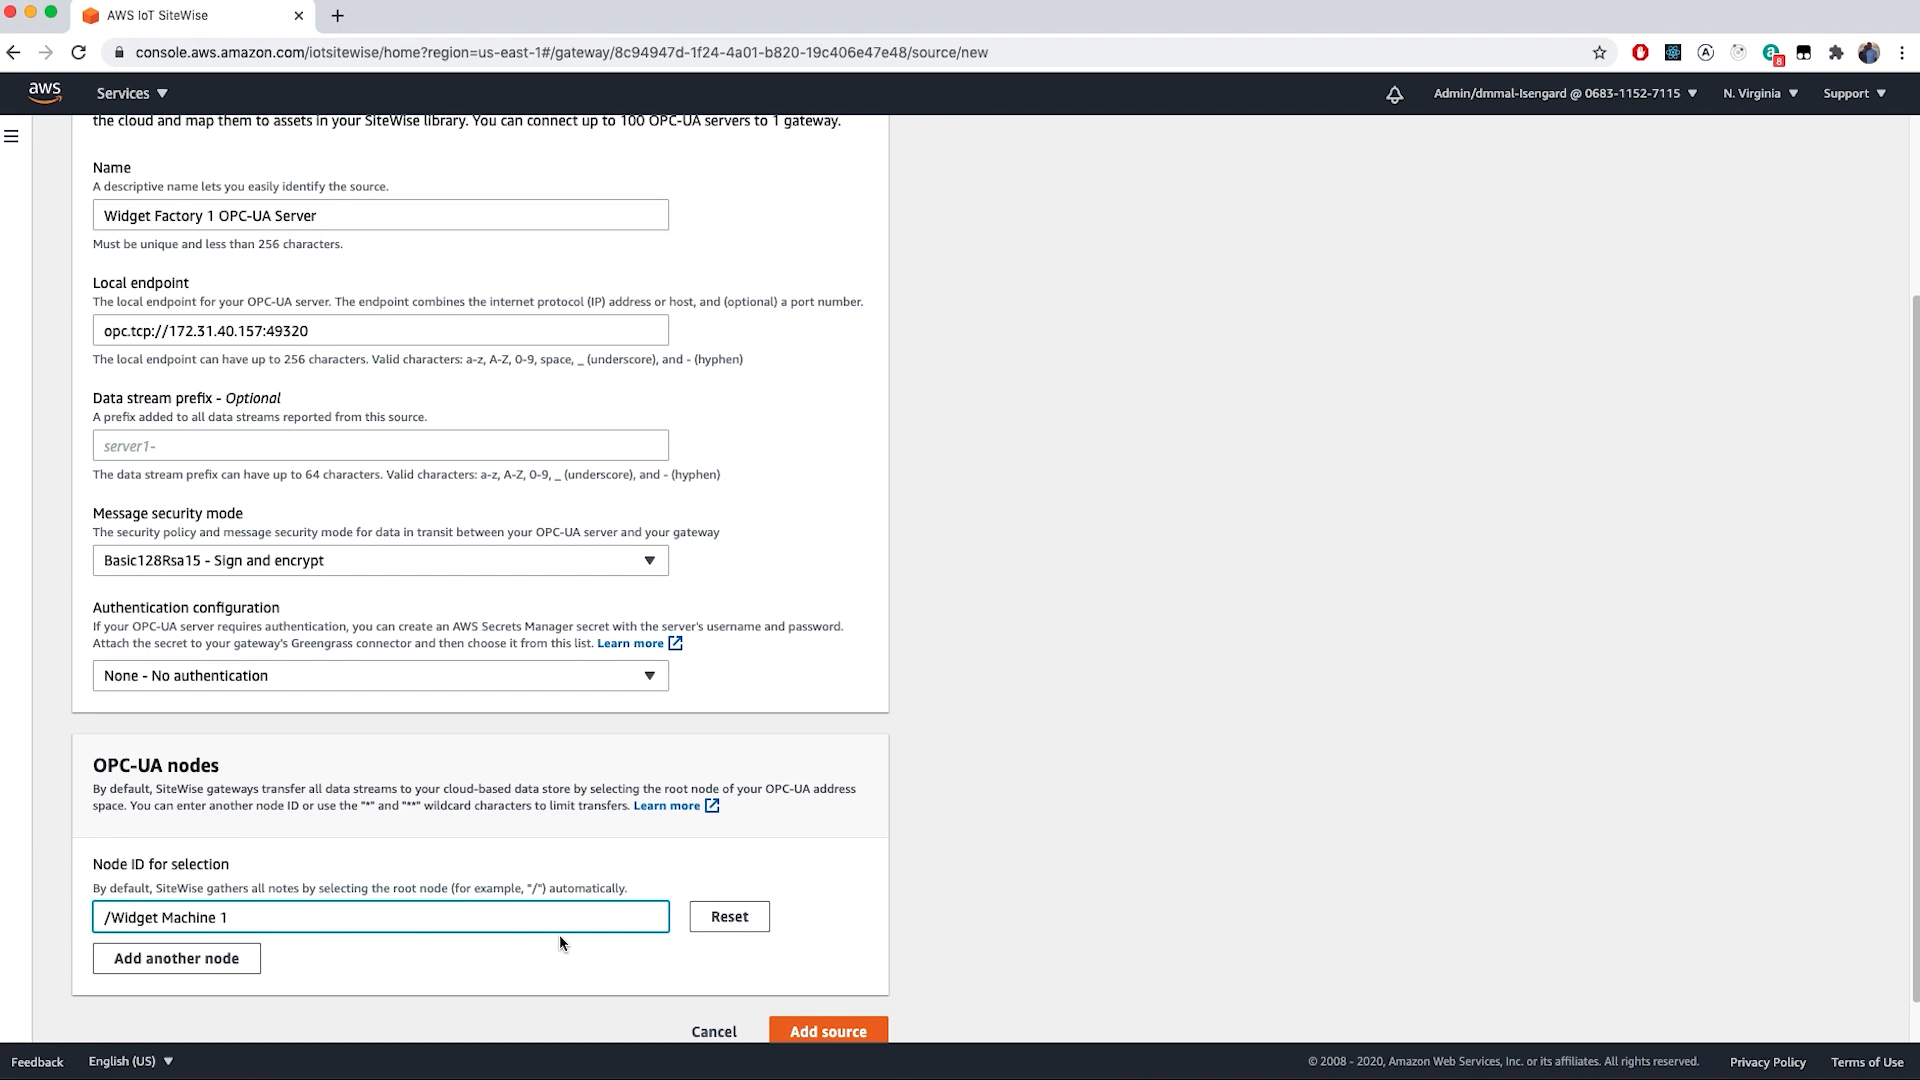 AWS IoT SiteWise
console.aws.amazon.com/iotsitewise/home?region=us-east-1#/gateway/8c94947d-1f24-4a01-b820-19c406e47e48/source/new
8
aws
Services
Admin/dmmal-Isengard @ 0683-1152-7115
N. Virginia
Support
the cloud and map them to assets in your SiteWise library. You can connect up to 100 OPC-UA servers to 1 gateway.
Name
A descriptive name lets you easily identify the source.
Widget Factory 1 OPC-UA Server
Must be unique and less than 256 characters.
Local endpoint
The local endpoint for your OPC-UA server. The endpoint combines the internet protocol (IP) address or host, and (optional) a port number.
opc.tcp://172.31.40.157:49320
The local endpoint can have up to 256 characters. Valid characters: a-z, A-Z, 0-9, space, _ (underscore), and - (hyphen)
Data stream prefix - Optional
A prefix added to all data streams reported from this source.
server1-
The data stream prefix can have up to 64 characters. Valid characters: a-z, A-Z, 0-9, _ (underscore), and - (hyphen)
Message security mode
The security policy and message security mode for data in transit between your OPC-UA server and your gateway
Basic128Rsa15 - Sign and encrypt
Authentication configuration
If your OPC-UA server requires authentication, you can create an AWS Secrets Manager secret with the server's username and password.
Attach the secret to your gateway's Greengrass connector and then choose it from this list. Learn more
None - No authentication
OPC-UA nodes
By default, SiteWise gateways transfer all data streams to your cloud-based data store by selecting the root node of your OPC-UA address
space. You can enter another node ID or use the "*" and "**" wildcard characters to limit transfers. Learn more
Node ID for selection
By default, SiteWise gathers all notes by selecting the root node (for example, "/") automatically.
/Widget Machine 1
Reset
Add another node
Cancel
Add source
Feedback
English (US)
© 2008 - 2020, Amazon Web Services, Inc. or its affiliates. All rights reserved.
Privacy Policy
Terms of Use